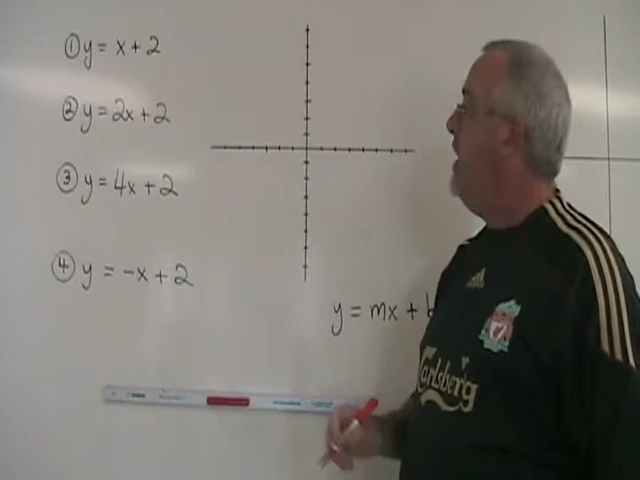 ① y = x + 2
② y = 2x + 2
③ y = 4x + 2
④ y = -x + 2
y = mx + b
adidas
Carlsberg